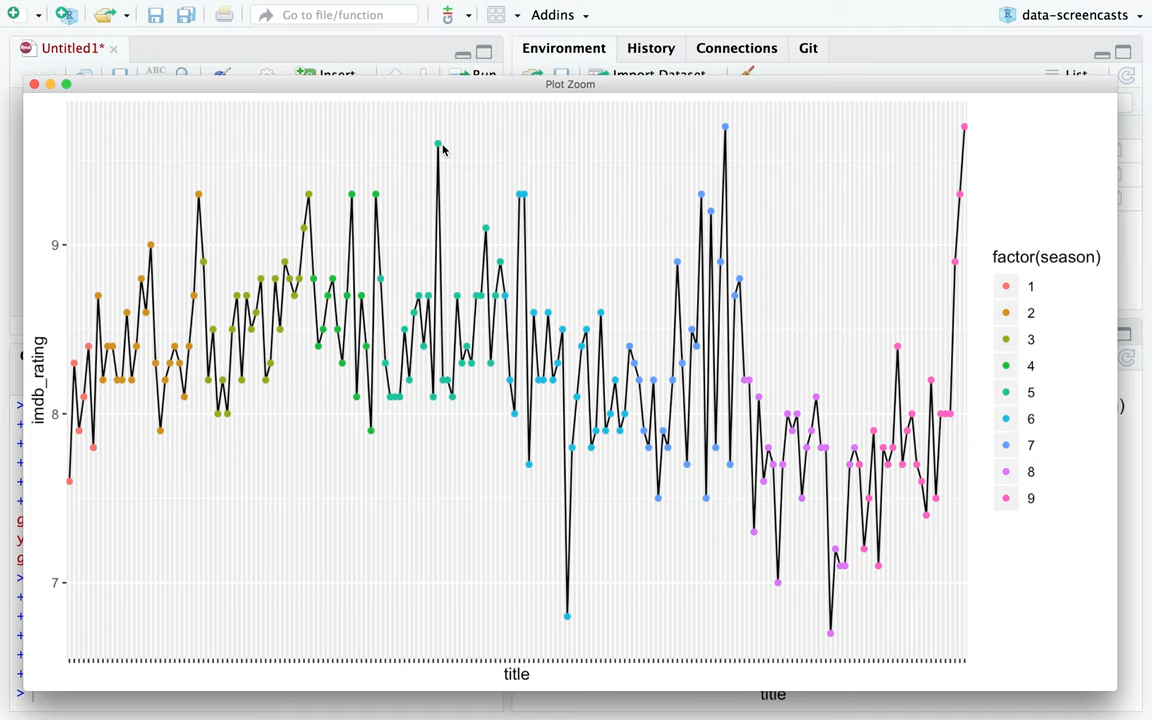 Go to file/function
Addins
data-screencasts
Untitled1*
Environment
History
Connections
Git
ABC
Insert
Run
Import Dataset
List
Plot Zoom
9
8
7
imdb_rating
title
factor(season)
1
2
3
4
5
6
7
8
9
>
+
+
+
+
+
g
y
g
>
+
+
+
+
+
>
)
title